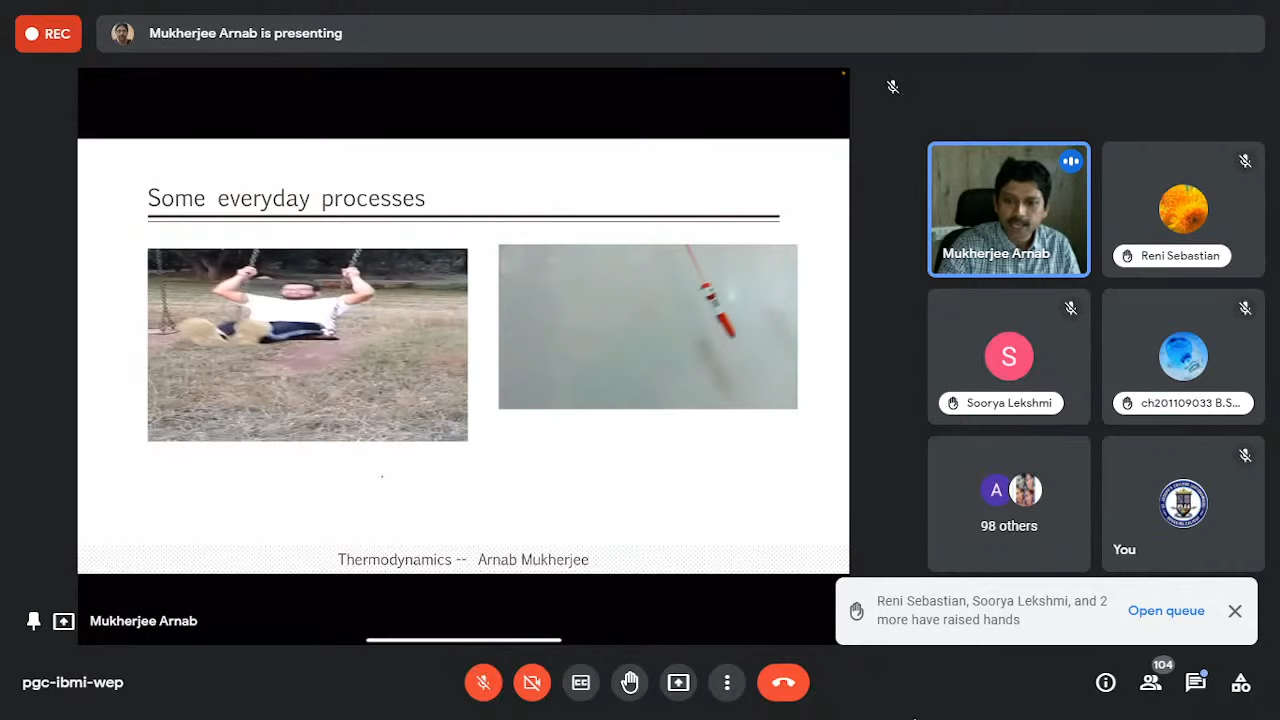 REC
Mukherjee Arnab is presenting
Some everyday processes
Thermodynamics -- Arnab Mukherjee
Mukherjee Arnab
Mukherjee Arnab
Reni Sebastian
S
Soorya Lekshmi
ch201109033 B.S...
A
98 others
You
Reni Sebastian, Soorya Lekshmi, and 2
more have raised hands
Open queue
pgc-ibmi-wep
CC
104